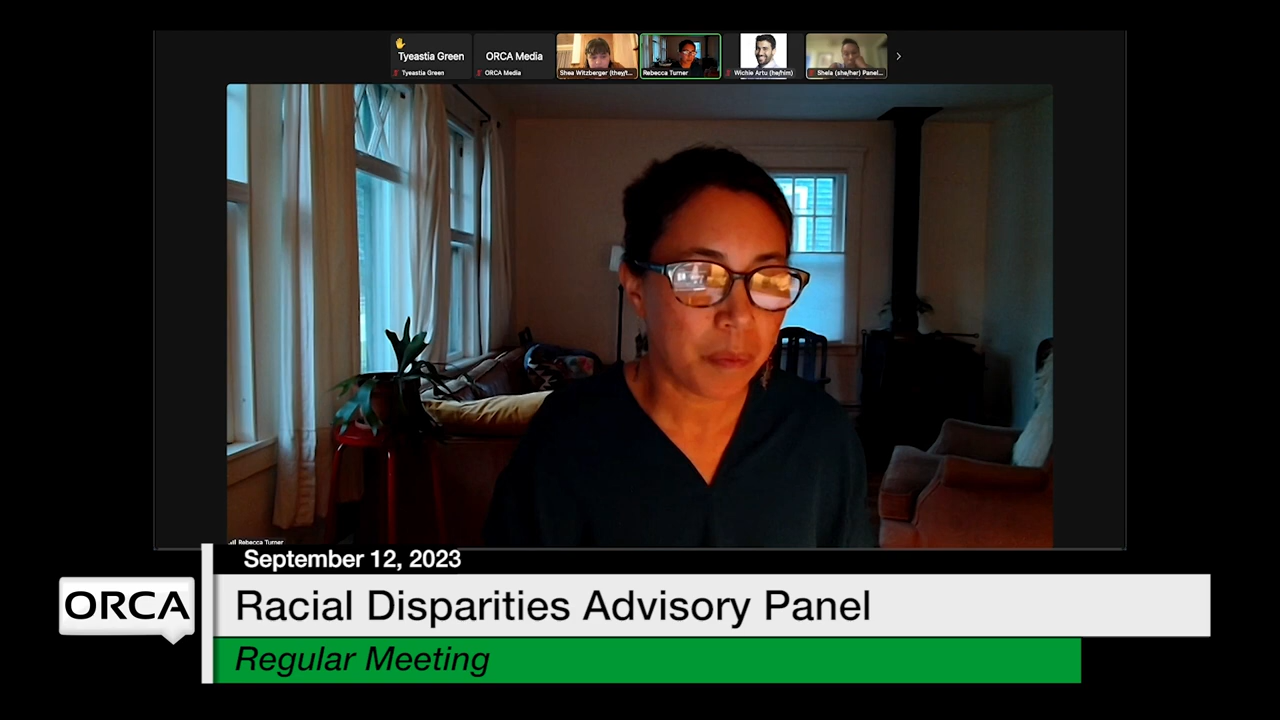 Tyeastia Green
ORCA Media
Tyeastia Green
ORCA Media
Shea Witzberger (they/t...
Rebecca Turner
Wichie Artu (he/him)
Shela (she/her) Panel...
Rebecca Turner
September 12, 2023
ORCA
Racial Disparities Advisory Panel
Regular Meeting